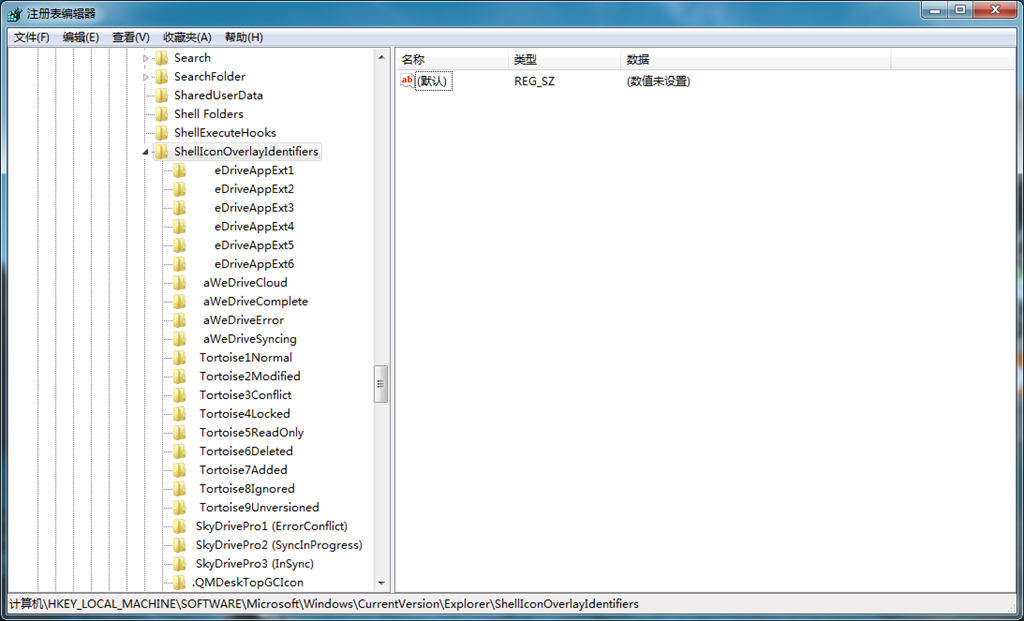 注册表编辑器
文件(F) 编辑(E) 查看(V) 收藏夹(A) 帮助(H)
名称 类型 数据
ab (默认) REG_SZ (数值未设置)
Search
SearchFolder
SharedUserData
Shell Folders
ShellExecuteHooks
ShellIconOverlayIdentifiers
eDriveAppExt1
eDriveAppExt2
eDriveAppExt3
eDriveAppExt4
eDriveAppExt5
eDriveAppExt6
aWeDriveCloud
aWeDriveComplete
aWeDriveError
aWeDriveSyncing
Tortoise1Normal
Tortoise2Modified
Tortoise3Conflict
Tortoise4Locked
Tortoise5ReadOnly
Tortoise6Deleted
Tortoise7Added
Tortoise8Ignored
Tortoise9Unversioned
SkyDrivePro1 (ErrorConflict)
SkyDrivePro2 (SyncInProgress)
SkyDrivePro3 (InSync)
.QMDeskTopGCIcon
计算机\HKEY_LOCAL_MACHINE\SOFTWARE\Microsoft\Windows\CurrentVersion\Explorer\ShellIconOverlayIdentifiers